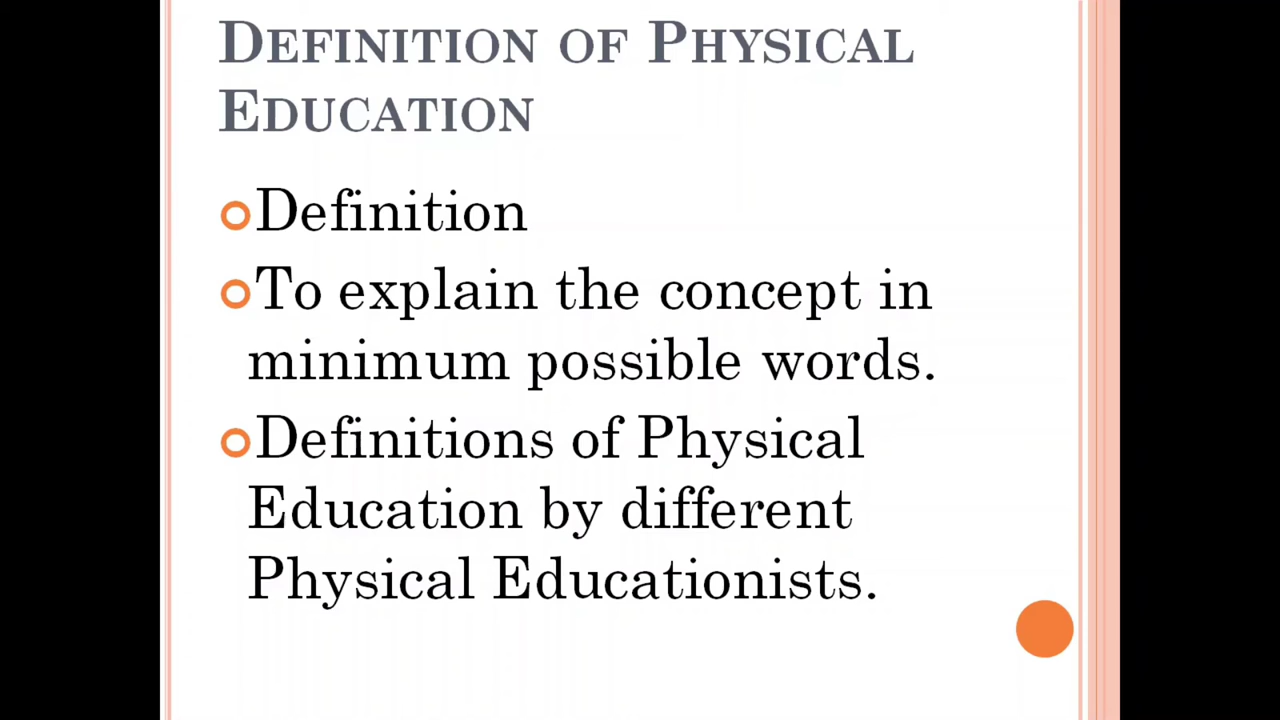 DEFINITION OF PHYSICAL
EDUCATION
Definition
To explain the concept in
minimum possible words.
Definitions of Physical
Education by different
Physical Educationists.